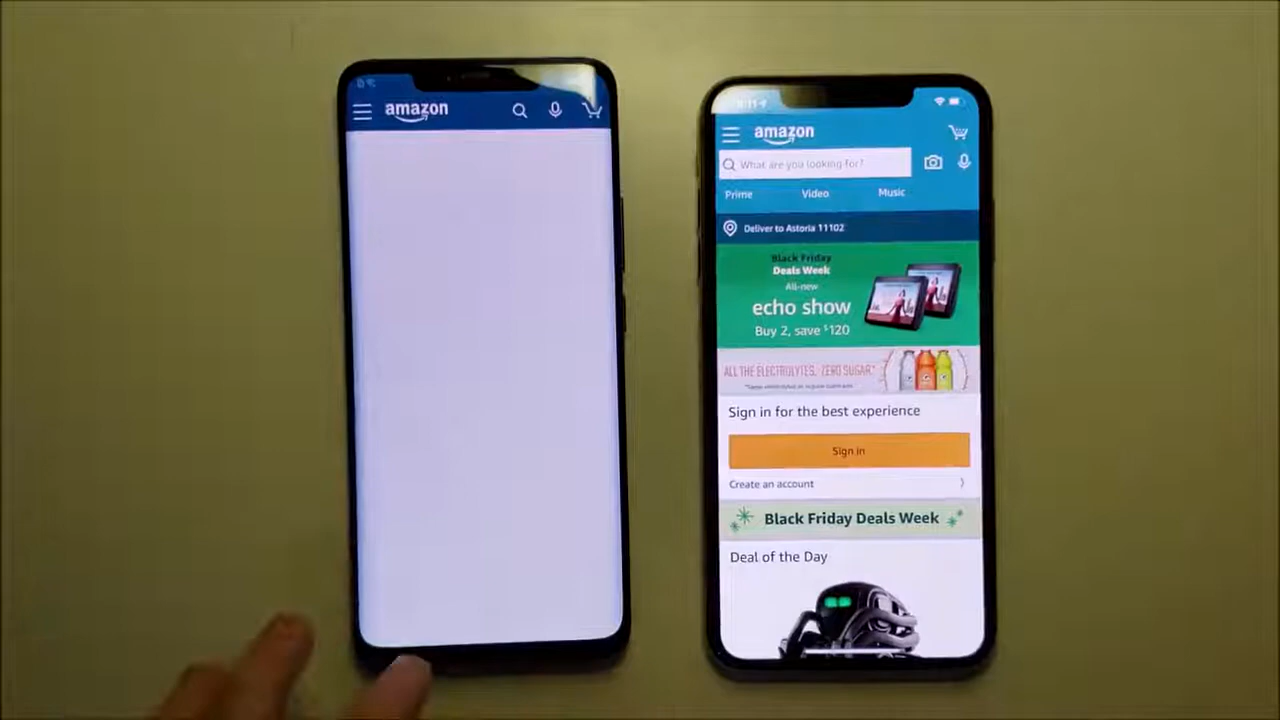 amazon
amazon
What are you looking for?
Prime Video Music
Deliver to Astoria 11102
Black Friday
Deals Week
All-new
echo show
Buy 2, save $120
ALL THE ELECTROLYTES, ZERO SUGAR.*
Sign in for the best experience
Sign in
Create an account
Black Friday Deals Week
Deal of the Day